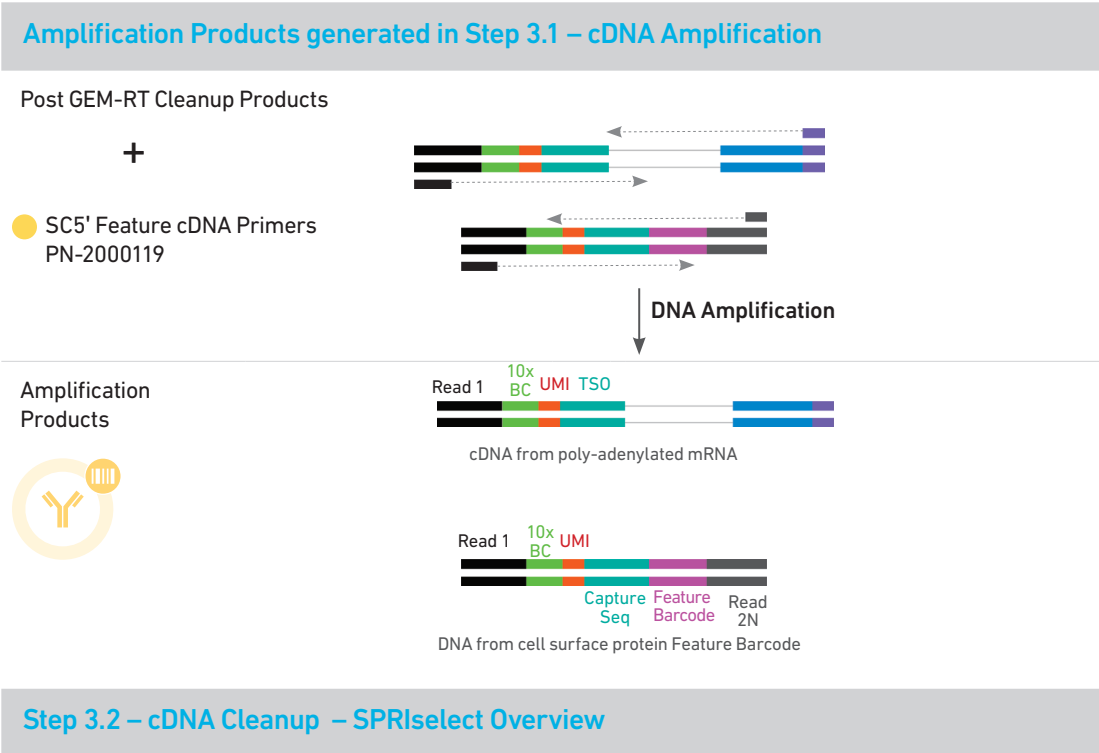 Amplification Products generated in Step 3.1 – cDNA Amplification
Post GEM-RT Cleanup Products
+
SC5' Feature cDNA Primers
PN-2000119
DNA Amplification
Amplification
Products
Read 1 10x BC UMI TSO
cDNA from poly-adenylated mRNA
Read 1 10x BC UMI
Capture Seq Feature Barcode Read 2N
DNA from cell surface protein Feature Barcode
Step 3.2 – cDNA Cleanup – SPRIselect Overview